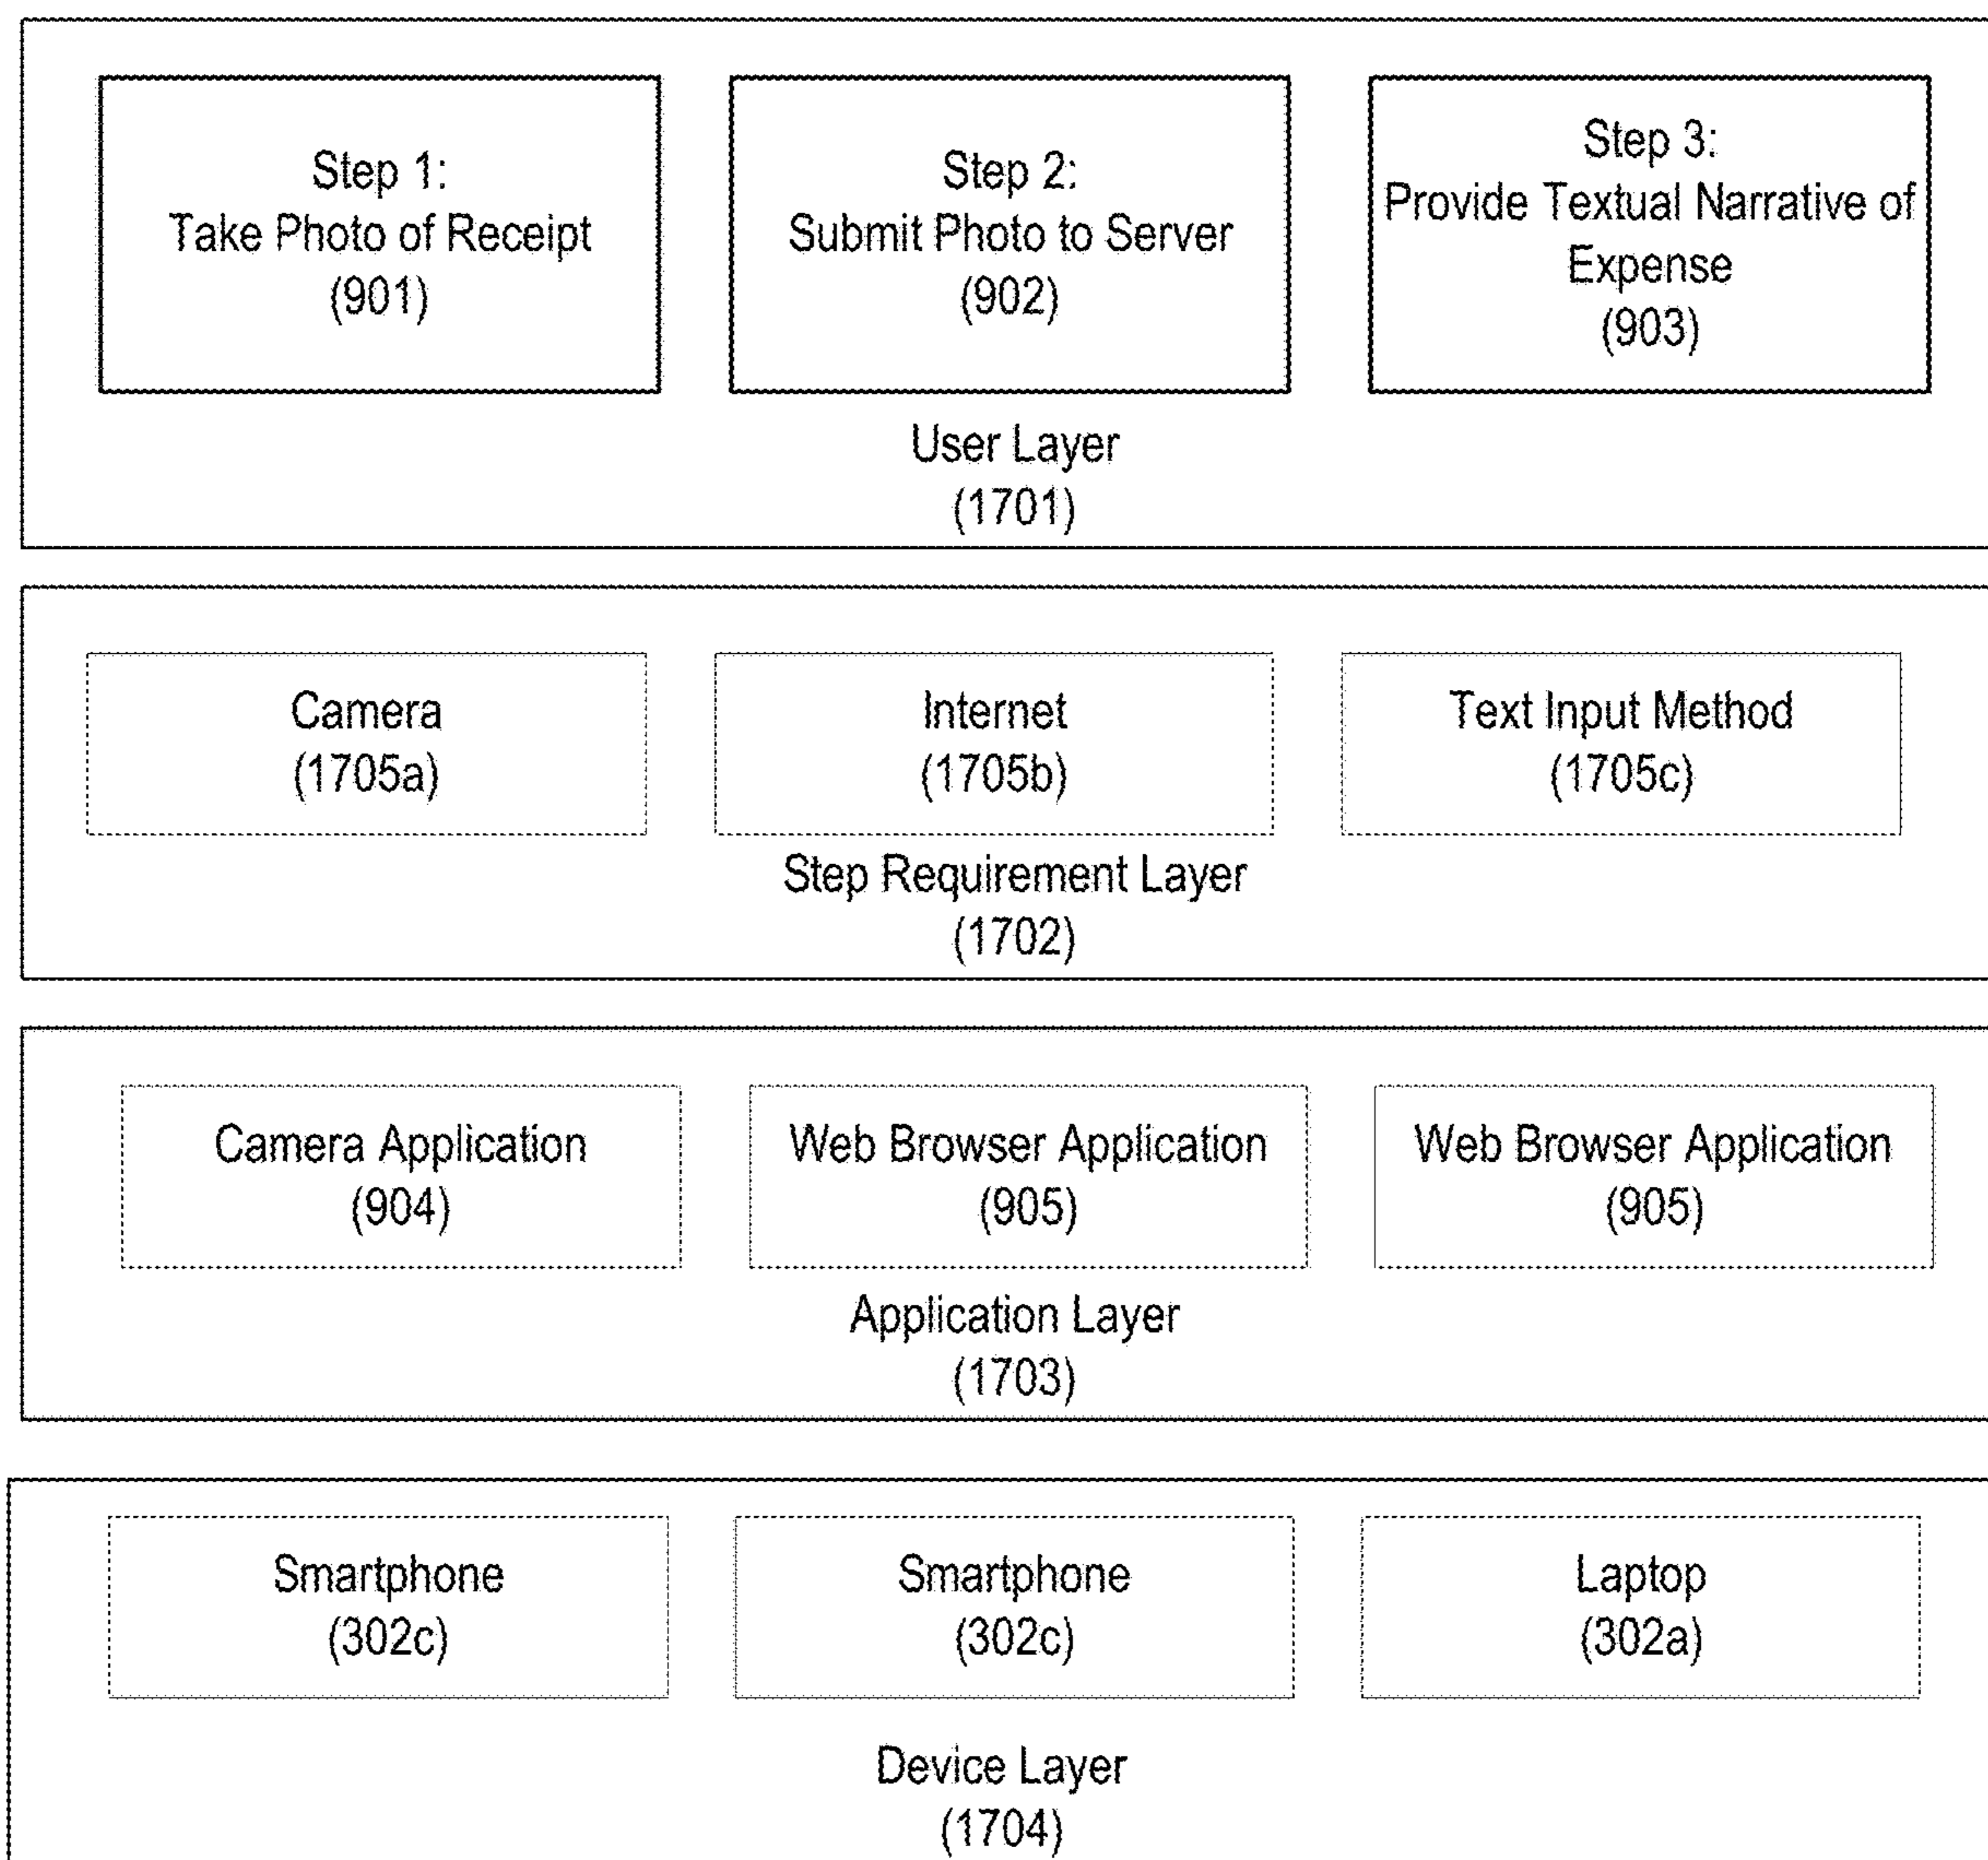 Step 1:
Take Photo of Receipt
(901)
Step 2:
Submit Photo to Server
(902)
Step 3:
Provide Textual Narrative of
Expense
(903)
User Layer
(1701)
Camera
(1705a)
Internet
(1705b)
Text Input Method
(1705c)
Step Requirement Layer
(1702)
Camera Application
(904)
Web Browser Application
(905)
Web Browser Application
(905)
Application Layer
(1703)
Smartphone
(302c)
Smartphone
(302c)
Laptop
(302a)
Device Layer
(1704)